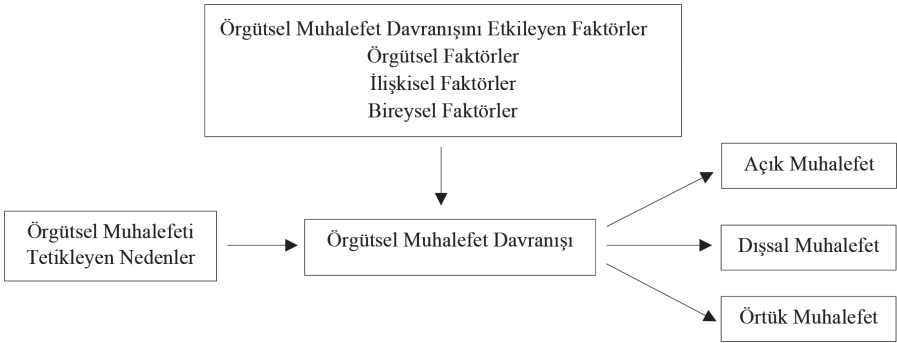 Örgütsel Muhalefet Davranışını Etkileyen Faktörler
Örgütsel Faktörler
İlişkisel Faktörler
Bireysel Faktörler
Örgütsel Muhalefeti
Tetikleyen Nedenler
Örgütsel Muhalefet Davranışı
Açık Muhalefet
Dışsal Muhalefet
Örtük Muhalefet